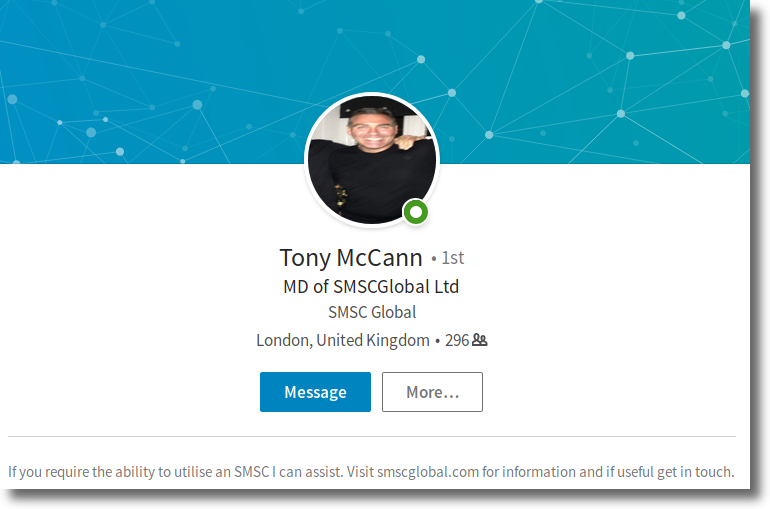 Tony McCann • 1st
MD of SMSCGlobal Ltd
SMSC Global
London, United Kingdom • 296
Message More…
If you require the ability to utilise an SMSC I can assist. Visit smscglobal.com for information and if useful get in touch.